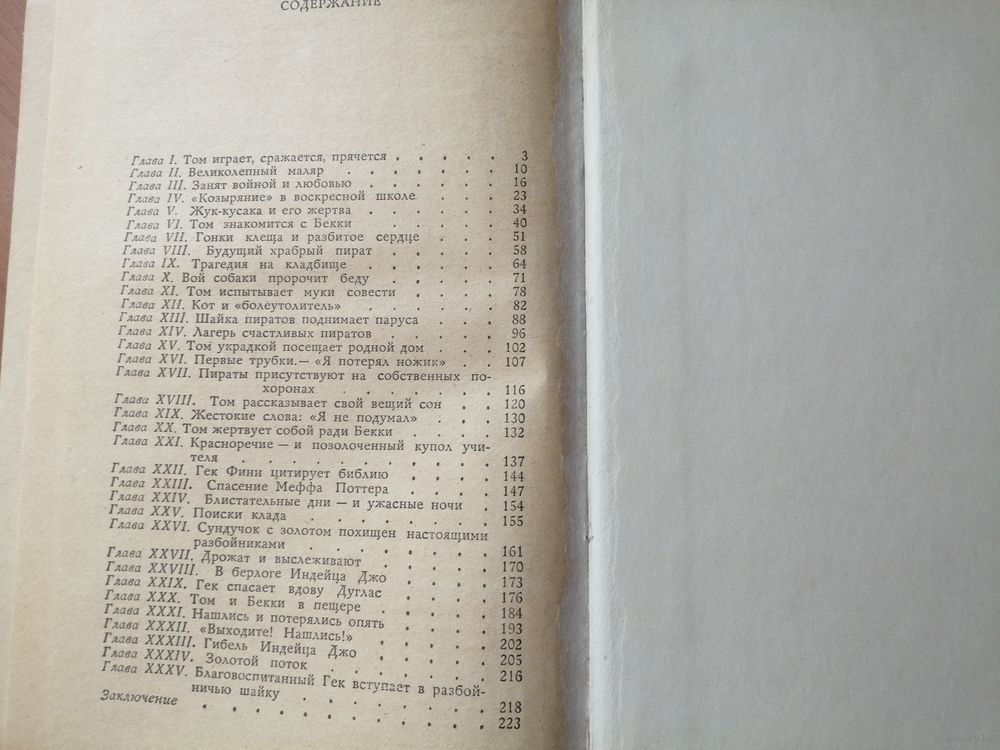 СОДЕРЖАНИЕ
Глава I. Том играет, сражается, прячется . . . . . 3
Глава II. Великолепный маляр . . . . . . . 10
Глава III. Занят войной и любовью . . . . . . 16
Глава IV. «Козыряние» в воскресной школе . . . 23
Глава V. Жук-кусака и его жертва . . . . . . 34
Глава VI. Том знакомится с Бекки . . . . . 40
Глава VII. Гонки клеща и разбитое сердце . . . 51
Глава VIII. Будущий храбрый пират . . . . . 58
Глава IX. Трагедия на кладбище . . . . . . 64
Глава X. Вой собаки пророчит беду . . . . . 71
Глава XI. Том испытывает муки совести . . . . 78
Глава XII. Кот и «болеутолитель» . . . . . . 82
Глава XIII. Шайка пиратов поднимает паруса . . . 88
Глава XIV. Лагерь счастливых пиратов . . . . . 96
Глава XV. Том украдкой посещает родной дом . . . 102
Глава XVI. Первые трубки.— «Я потерял ножик» . . 107
Глава XVII. Пираты присутствуют на собственных по-
хоронах . . . . . . . 116
Глава XVIII. Том рассказывает свой вещий сон . . 120
Глава XIX. Жестокие слова: «Я не подумал» . . . 130
Глава XX. Том жертвует собой ради Бекки . . . . 132
Глава XXI. Красноречие — и позолоченный купол учи-
теля . . . . . . . . . . 137
Глава XXII. Гек Финн цитирует библию . . . . 144
Глава XXIII. Спасение Меффа Поттера . . . . 147
Глава XXIV. Блистательные дни — и ужасные ночи . 154
Глава XXV. Поиски клада . . . . . . . 155
Глава XXVI. Сундучок с золотом похищен настоящими
разбойниками . . . . . . . 161
Глава XXVII. Дрожат и выслеживают . . . . . 170
Глава XXVIII. В берлоге Индейца Джо . . . . 173
Глава XXIX. Гек спасает вдову Дуглас . . . . 176
Глава XXX. Том и Бекки в пещере . . . . . 184
Глава XXXI. Нашлись и потерялись опять . . . . 193
Глава XXXII. «Выходите! Нашлись!» . . . . . 202
Глава XXXIII. Гибель Индейца Джо . . . . . 205
Глава XXXIV. Золотой поток . . . . . . 216
Глава XXXV. Благовоспитанный Гек вступает в разбой-
ничью шайку . . . . . . . 218
Заключение . . . . . . . . . . 223